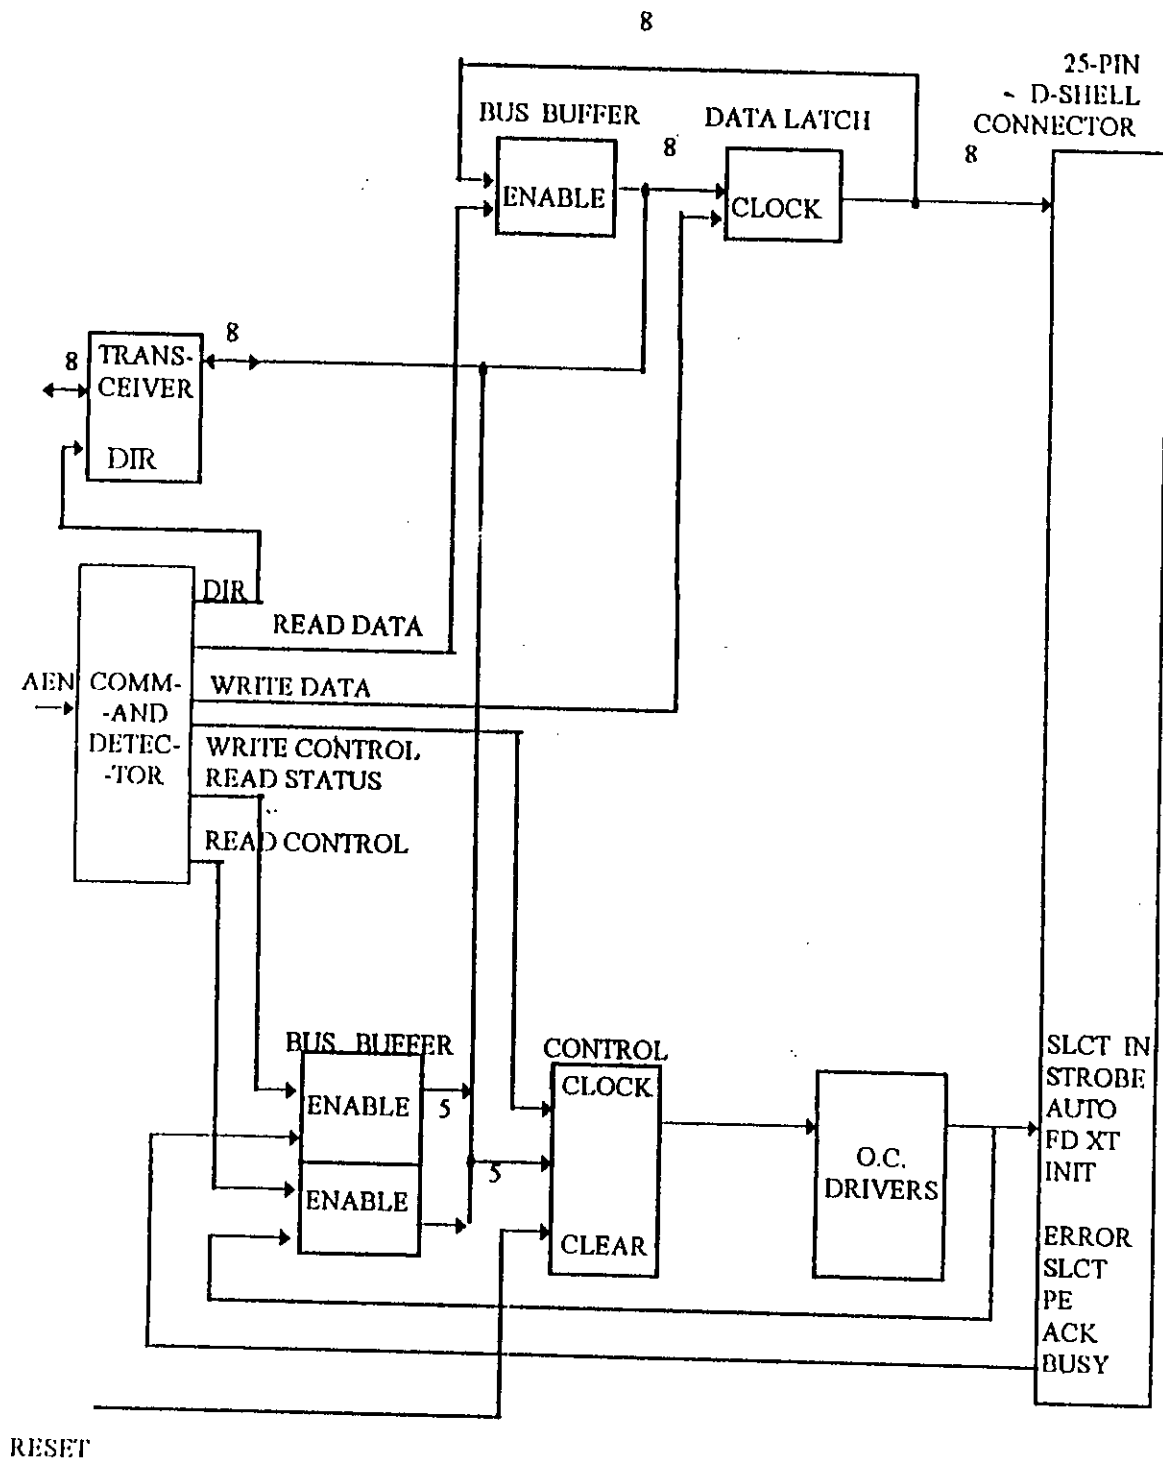 8
25-PIN
- D-SHELL
CONNECTOR
BUS BUFFER
DATA LATCH
8
8
ENABLE
CLOCK
8
8
TRANS-
CEIVER
DIR
DIR
READ DATA
AEN
COMM-
-AND
DETEC-
-TOR
WRITE DATA
WRITE CONTROL
READ STATUS
READ CONTROL
BUS BUFFER
ENABLE
5
ENABLE
CONTROL
CLOCK
5
CLEAR
O.C.
DRIVERS
SLCT IN
STROBE
AUTO
FD XT
INIT
ERROR
SLCT
PE
ACK
BUSY
RESET